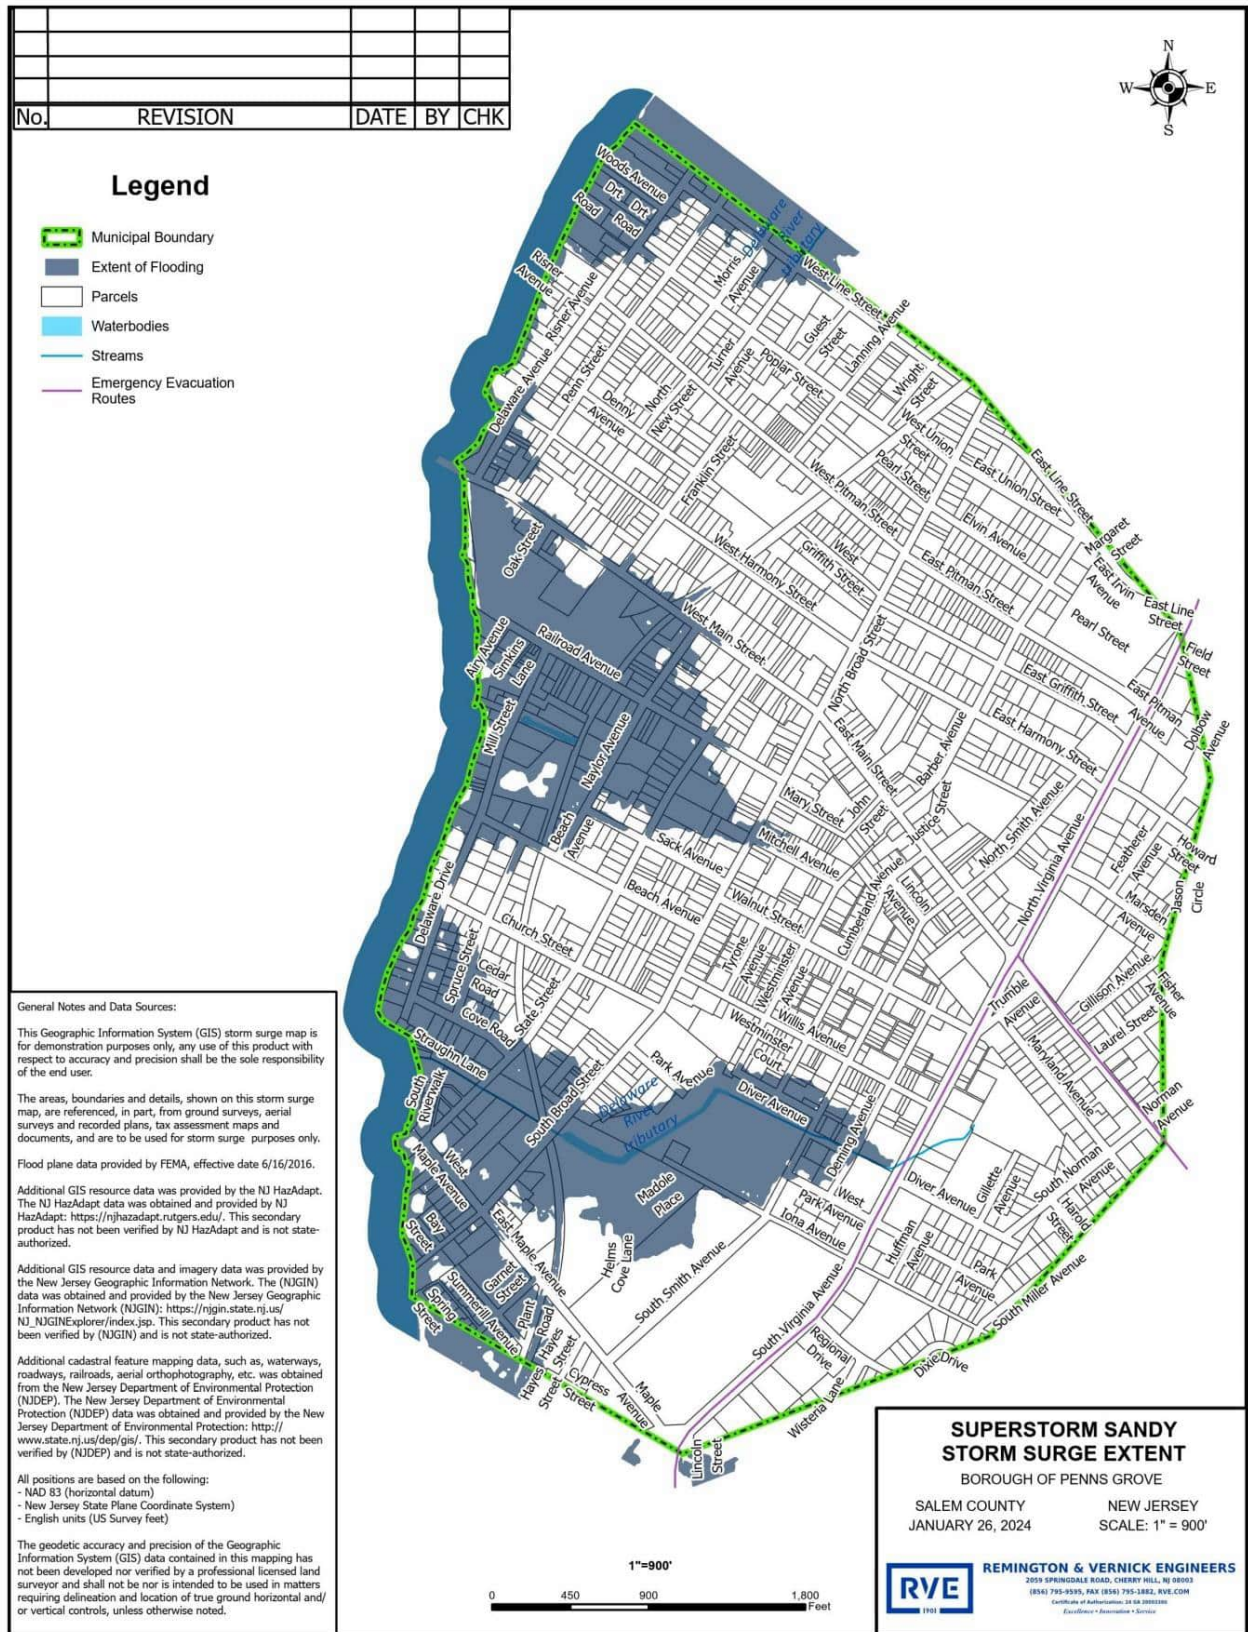 No. REVISION DATE BY CHK
N
W E
S
Legend
Municipal Boundary
Extent of Flooding
Parcels
Waterbodies
Streams
Emergency Evacuation
Routes
Woods Avenue
Drt
Road
Drt
Road
Risner
Avenue
Risner Avenue
Delaware
River
tributary
Morris
Avenue
West Line Street
Guest
Street
Lanning Avenue
Wright
Street
Delaware Avenue
Penn Street
Turner
Avenue
Poplar Street
Denny
Avenue
North
New Street
West Union
Street
Pearl Street
East Union Street
East Line Street
Franklin Street
West Pitman Street
Elvin Avenue
Margaret
Street
Oak Street
West Harmony Street
West
Griffith Street
East Pitman Street
East Irvin
Avenue
East Line
Street
Pearl Street
Field
Street
West Main Street
Railroad Avenue
Airy Avenue
Simkins
Lane
North Broad Street
East Griffith Street
East Pitman
Avenue
Dolbow
Avenue
Mill Street
Naylor Avenue
East Main Street
Barber Avenue
East Harmony Street
Mary Street
John
Street
Justice Street
North Smith Avenue
North Virginia Avenue
Featherer
Avenue
Howard
Street
Beach
Avenue
Sack Avenue
Mitchell Avenue
Jason
Circle
Marsden
Avenue
Delaware Drive
Beach Avenue
Walnut Street
Cumberland Avenue
Lincoln
Avenue
Church Street
Spruce Street
Cedar
Road
Tyrone
Avenue
Westminster
Avenue
Gillison Avenue
Fisher
Avenue
Cove Road
State Street
Willis Avenue
Westminster
Court
Trumble
Avenue
Laurel Street
Maryland Avenue
Straughn Lane
South
Riverwalk
South Broad Street
Park Avenue
Delaware
River
tributary
Diver Avenue
Deming Avenue
Norman
Avenue
West
Maple Avenue
Maddle
Place
West
Park Avenue
Iona Avenue
Diver Avenue
Gillette
Avenue
South Norman
Street
Harold
Avenue
Bay
Street
East Maple Avenue
Helms
Cove Lane
South Smith Avenue
Huffman
Avenue
Park
Avenue
South Miller Avenue
Garnet
Street
Summerill Avenue
Spring
Street
Plant
Road
Hayes
Street
Hayes
Street
Cypress
Street
Maple
Avenue
South Virginia Avenue
Regional
Drive
Dixie Drive
Wisteria Lane
Lincoln
Street
General Notes and Data Sources:
This Geographic Information System (GIS) storm surge map is
for demonstration purposes only, any use of this product with
respect to accuracy and precision shall be the sole responsibility
of the end user.
The areas, boundaries and details, shown on this storm surge
map, are referenced, in part, from ground surveys, aerial
surveys and recorded plans, tax assessment maps and
documents, and are to be used for storm surge purposes only.
Flood plane data provided by FEMA, effective date 6/16/2016.
Additional GIS resource data was provided by the NJ HazAdapt.
The NJ HazAdapt data was obtained and provided by NJ
HazAdapt: https://njhazadapt.rutgers.edu/. This secondary
product has not been verified by NJ HazAdapt and is not state-
authorized.
Additional GIS resource data and imagery data was provided by
the New Jersey Geographic Information Network. The (NJGIN)
data was obtained and provided by the New Jersey Geographic
Information Network (NJGIN): https://njgin.state.nj.us/
NJ_NJGINExplorer/index.jsp. This secondary product has not
been verified by (NJGIN) and is not state-authorized.
Additional cadastral feature mapping data, such as, waterways,
roadways, railroads, aerial orthophotography, etc. was obtained
from the New Jersey Department of Environmental Protection
(NJDEP). The New Jersey Department of Environmental
Protection (NJDEP) data was obtained and provided by the New
Jersey Department of Environmental Protection: http://
www.state.nj.us/dep/gis/. This secondary product has not been
verified by (NJDEP) and is not state-authorized.
All positions are based on the following:
- NAD 83 (horizontal datum)
- New Jersey State Plane Coordinate System)
- English units (US Survey feet)
The geodetic accuracy and precision of the Geographic
Information System (GIS) data contained in this mapping has
not been developed nor verified by a professional licensed land
surveyor and shall not be nor is intended to be used in matters
requiring delineation and location of true ground horizontal and/
or vertical controls, unless otherwise noted.
1"=900'
0 450 900 1,800
Feet
SUPERSTORM SANDY
STORM SURGE EXTENT
BOROUGH OF PENNS GROVE
SALEM COUNTY NEW JERSEY
JANUARY 26, 2024 SCALE: 1" = 900'
RVE
1901
REMINGTON & VERNICK ENGINEERS
2059 SPRINGDALE ROAD, CHERRY HILL, NJ 08003
(856) 795-9595, FAX (856) 795-1882, RVE.COM
Certificate of Authorization:
Excellence • Innovation • Service